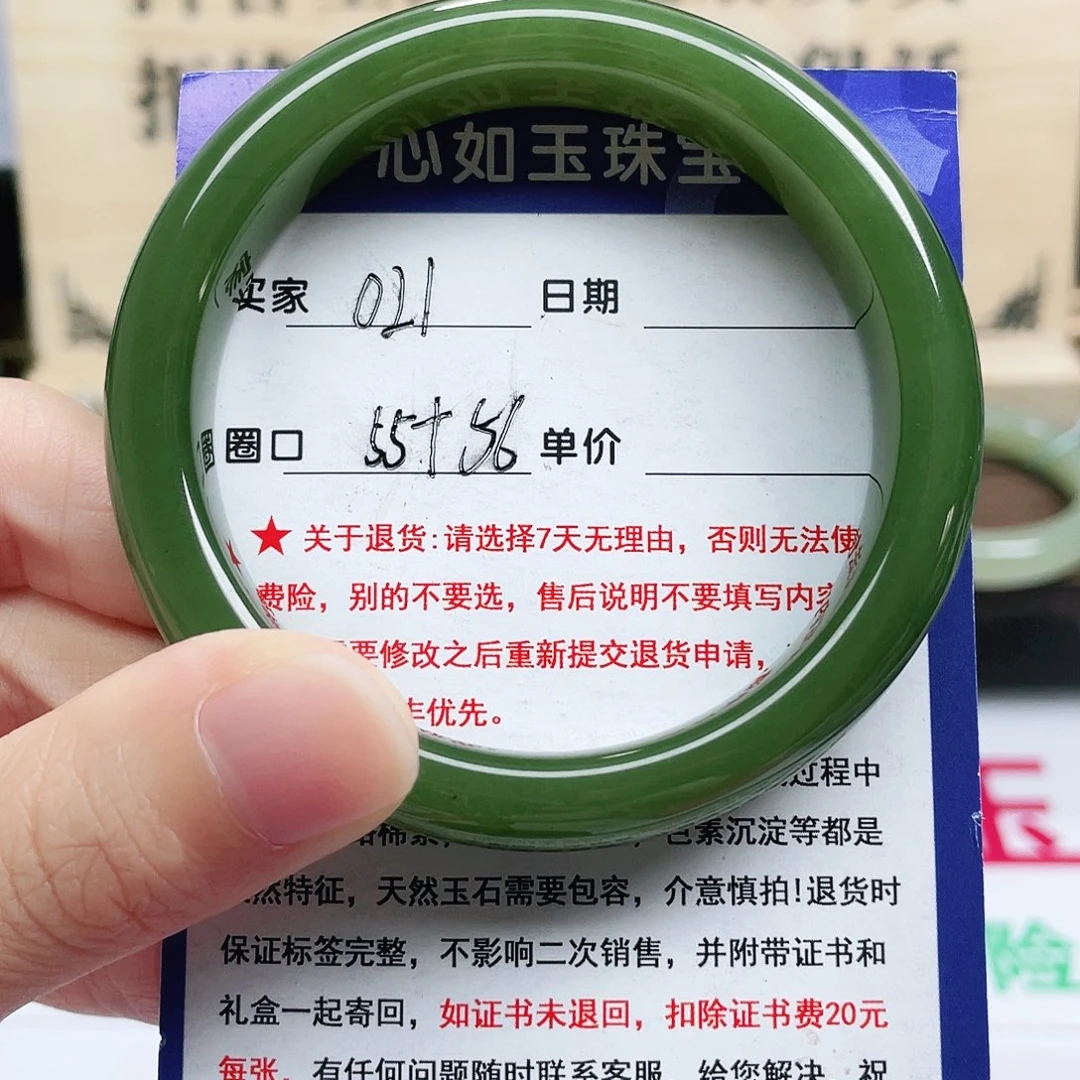 心如玉珠宝
买家 021 日期
圈口 55+56 单价
★ 关于退货:请选择7天无理由，否则无法使
费险，别的不要选，售后说明不要填写内容
要修改之后重新提交退货申请，
优先。
过程中
棉絮，色素沉淀等都是
然特征，天然玉石需要包容，介意慎拍!退货时
保证标签完整，不影响二次销售，并附带证书和
礼盒一起寄回，如证书未退回，扣除证书费20元
每张。有任何问题随时联系客服，给您解决，祝
险